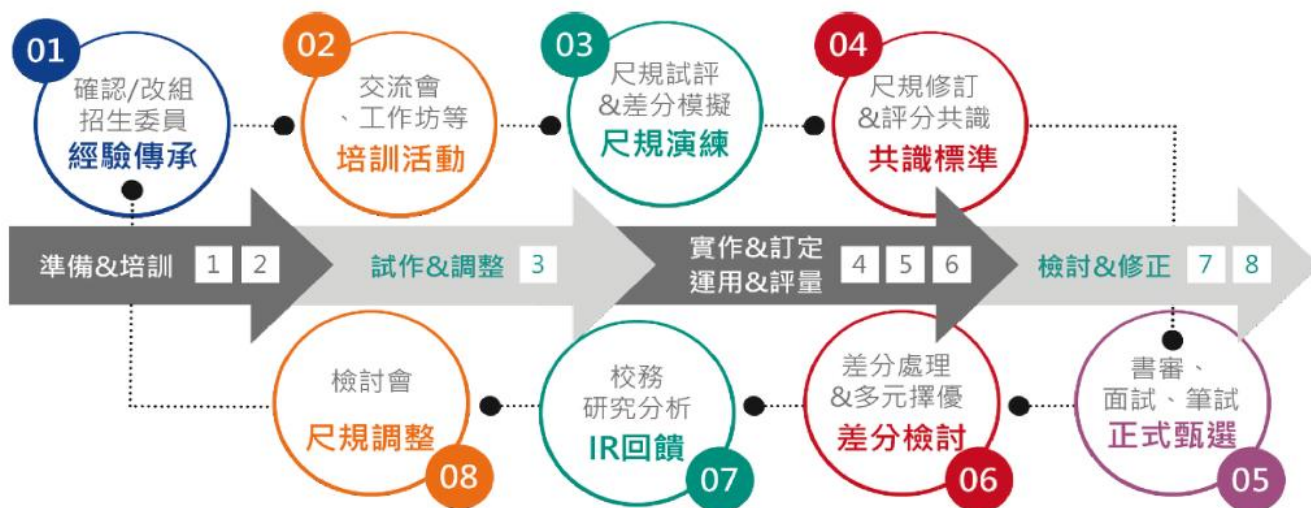 01
確認/改組
招生委員
經驗傳承
02
交流會
、工作坊等
培訓活動
03
尺規試評
&差分模擬
尺規演練
04
尺規修訂
&評分共識
共識標準
準備&培訓 1 2
試作&調整 3
實作&訂定
運用&評量 4 5 6
檢討&修正 7 8
檢討會
尺規調整
08
校務
研究分析
IR回饋
07
差分處理
&多元擇優
差分檢討
06
書審、
面試、筆試
正式甄選
05